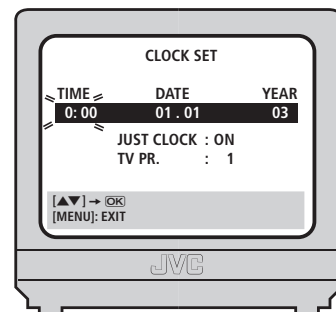 CLOCK SET
TIME DATE YEAR
0: 00 01 . 01 03
JUST CLOCK : ON
TV PR. : 1
[▲▼] → OK
[MENU]: EXIT
JVC